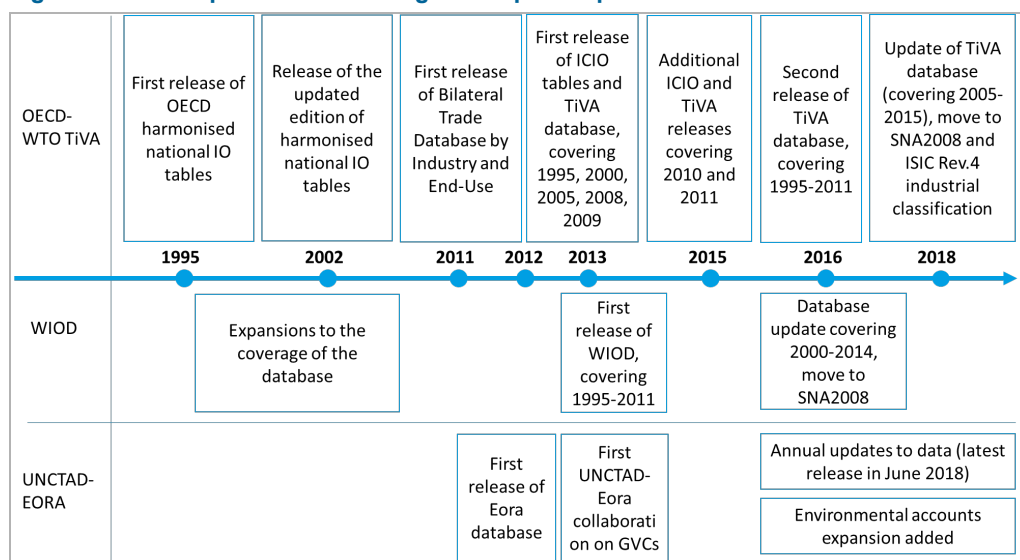 First release of
OECD
harmonised
national IO
tables
Release of the
updated
edition of
harmonised
national IO
tables
First release
of Bilateral
Trade
Database by
Industry and
End-Use
First release
of ICIO
tables and
TiVA
database,
covering
1995, 2000,
2005, 2008,
2009
Additional
ICIO and
TiVA
releases
covering
2010 and
2011
Second
release of
TiVA
database,
covering
1995-2011
Update of TiVA
database
(covering 2005-
2015), move to
SNA2008 and
ISIC Rev.4
industrial
classification
OECD-
WTO TiVA
1995
2002
2011
2012
2013
2015
2016
2018
WIOD
Expansions to the
coverage of the
database
First
release of
WIOD,
covering
1995-2011
Database
update covering
2000-2014,
move to
SNA2008
UNCTAD-
EORA
First
release of
Eora
database
First
UNCTAD-
Eora
collaborati
on on GVCs
Annual updates to data (latest
release in June 2018)
Environmental accounts
expansion added